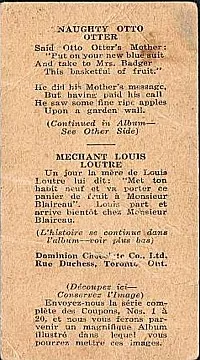 NAUGHTY OTTO
OTTER
Said Otto Otter's Mother:
"Put on your new blue suit
And take to Mrs. Badger
This basketful of fruit."
He did his Mother's message,
But having paid his call
He saw some fine ripe apples
Upon a garden wall.
(Continued in Album—
See Other Side)
MECHANT LOUIS
LOUTRE
Un jour la mère de Louis
Loutre lui dit: "Met ton
habit neuf et va porter ce
panier de fruit à Monsieur
Blaireau". Louis part et
arrive bientôt chez Monsieur
Blaireau.
(L'histoire se continue dans
l'album—voir plus bas)
Dominion Co., Ltd.
Rue Duchess, Toronto, Ont.
(Découpez ici—
Conservez l'Image)
Envoyez-nous la série com-
plète des Coupons, Nos. 1 à
20, et nous vous ferons par-
venir un magnifique Album
illustré dans lequel vous
pourrez mettre ces images.